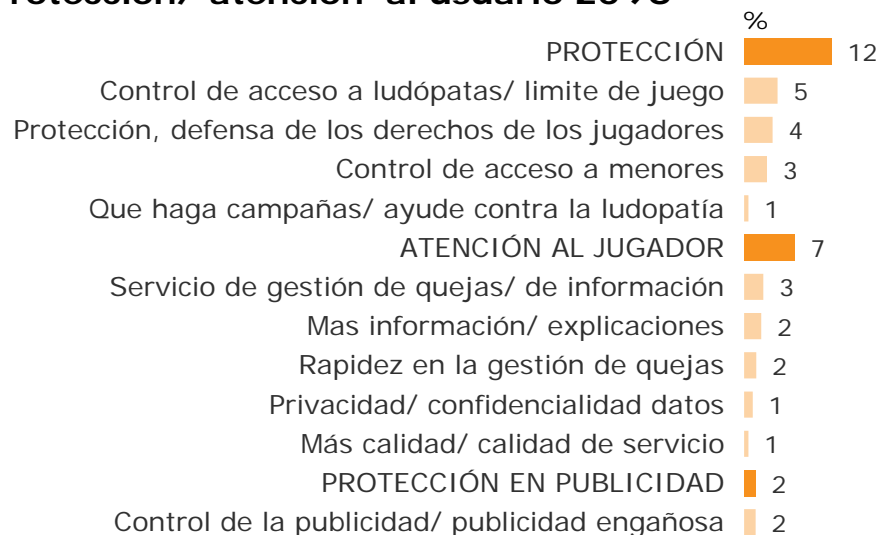 al usuario 20%
%
PROTECCIÓN 12
Control de acceso a ludópatas/ limite de juego 5
Protección, defensa de los derechos de los jugadores 4
Control de acceso a menores 3
Que haga campañas/ ayude contra la ludopatía 1
ATENCIÓN AL JUGADOR 7
Servicio de gestión de quejas/ de información 3
Mas información/ explicaciones 2
Rapidez en la gestión de quejas 2
Privacidad/ confidencialidad datos 1
Más calidad/ calidad de servicio 1
PROTECCIÓN EN PUBLICIDAD 2
Control de la publicidad/ publicidad engañosa 2